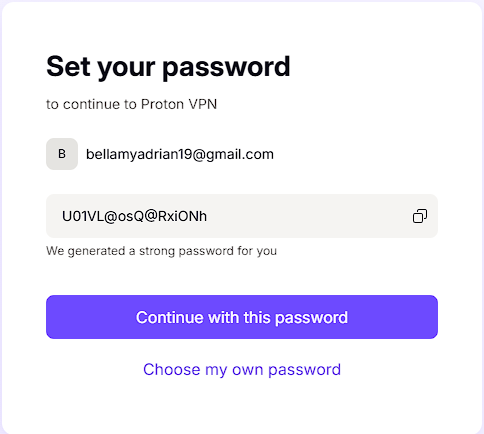 Set your password
to continue to Proton VPN
B
bellamyadrian19@gmail.com
U01VL@osQ@RxiONh
We generated a strong password for you
Continue with this password
Choose my own password